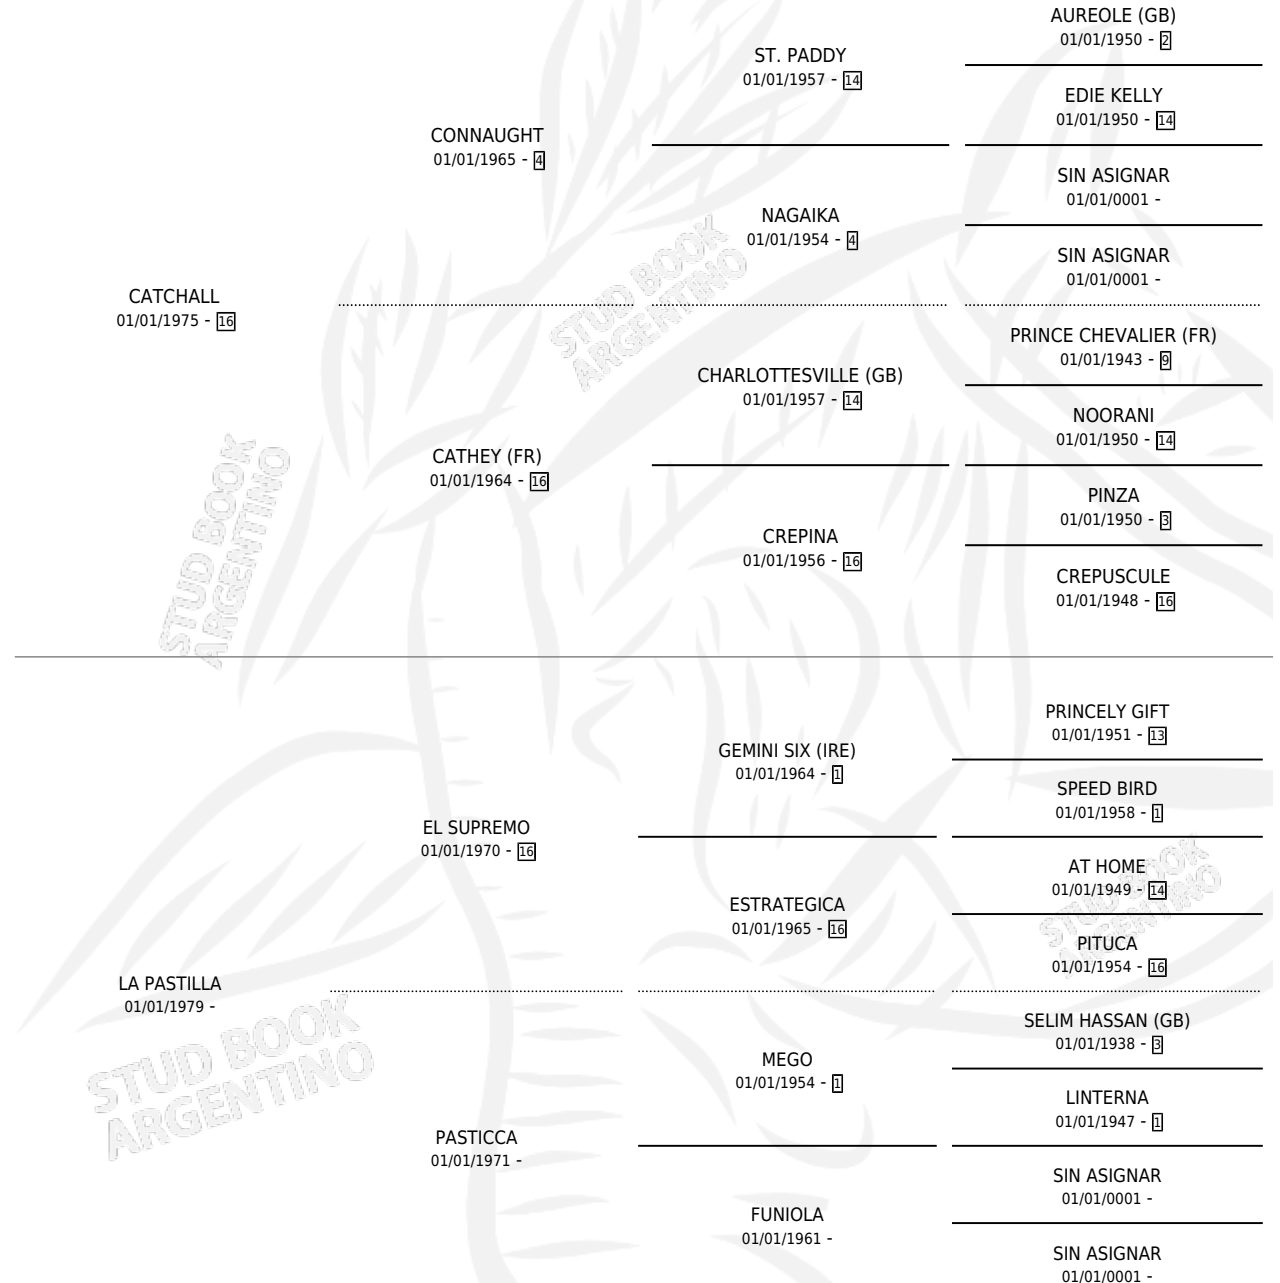 AUREOLE (GB)
01/01/1950 - 2
ST. PADDY
01/01/1957 - 14
EDIE KELLY
01/01/1950 - 14
CONNAUGHT
01/01/1965 - 4
SIN ASIGNAR
01/01/0001 -
NAGAIKA
01/01/1954 - 4
SIN ASIGNAR
01/01/0001 -
CATCHALL
01/01/1975 - 16
PRINCE CHEVALIER (FR)
01/01/1943 - 9
CHARLOTTESVILLE (GB)
01/01/1957 - 14
NOORANI
01/01/1950 - 14
CATHEY (FR)
01/01/1964 - 16
PINZA
01/01/1950 - 3
CREPINA
01/01/1956 - 16
CREPUSCULE
01/01/1948 - 16
PRINCELY GIFT
01/01/1951 - 13
GEMINI SIX (IRE)
01/01/1964 - 1
SPEED BIRD
01/01/1958 - 1
EL SUPREMO
01/01/1970 - 16
AT HOME
01/01/1949 - 14
ESTRATEGICA
01/01/1965 - 16
PITUCA
01/01/1954 - 16
LA PASTILLA
01/01/1979 -
SELIM HASSAN (GB)
01/01/1938 - 3
MEGO
01/01/1954 - 1
LINTERNA
01/01/1947 - 1
PASTICCA
01/01/1971 -
SIN ASIGNAR
01/01/0001 -
FUNIOLA
01/01/1961 -
SIN ASIGNAR
01/01/0001 -
STUD BOOK
ARGENTINO
STUD BOOK
ARGENTINO
STUD BOOK
ARGENTINO
STUD BOOK
ARGENTINO